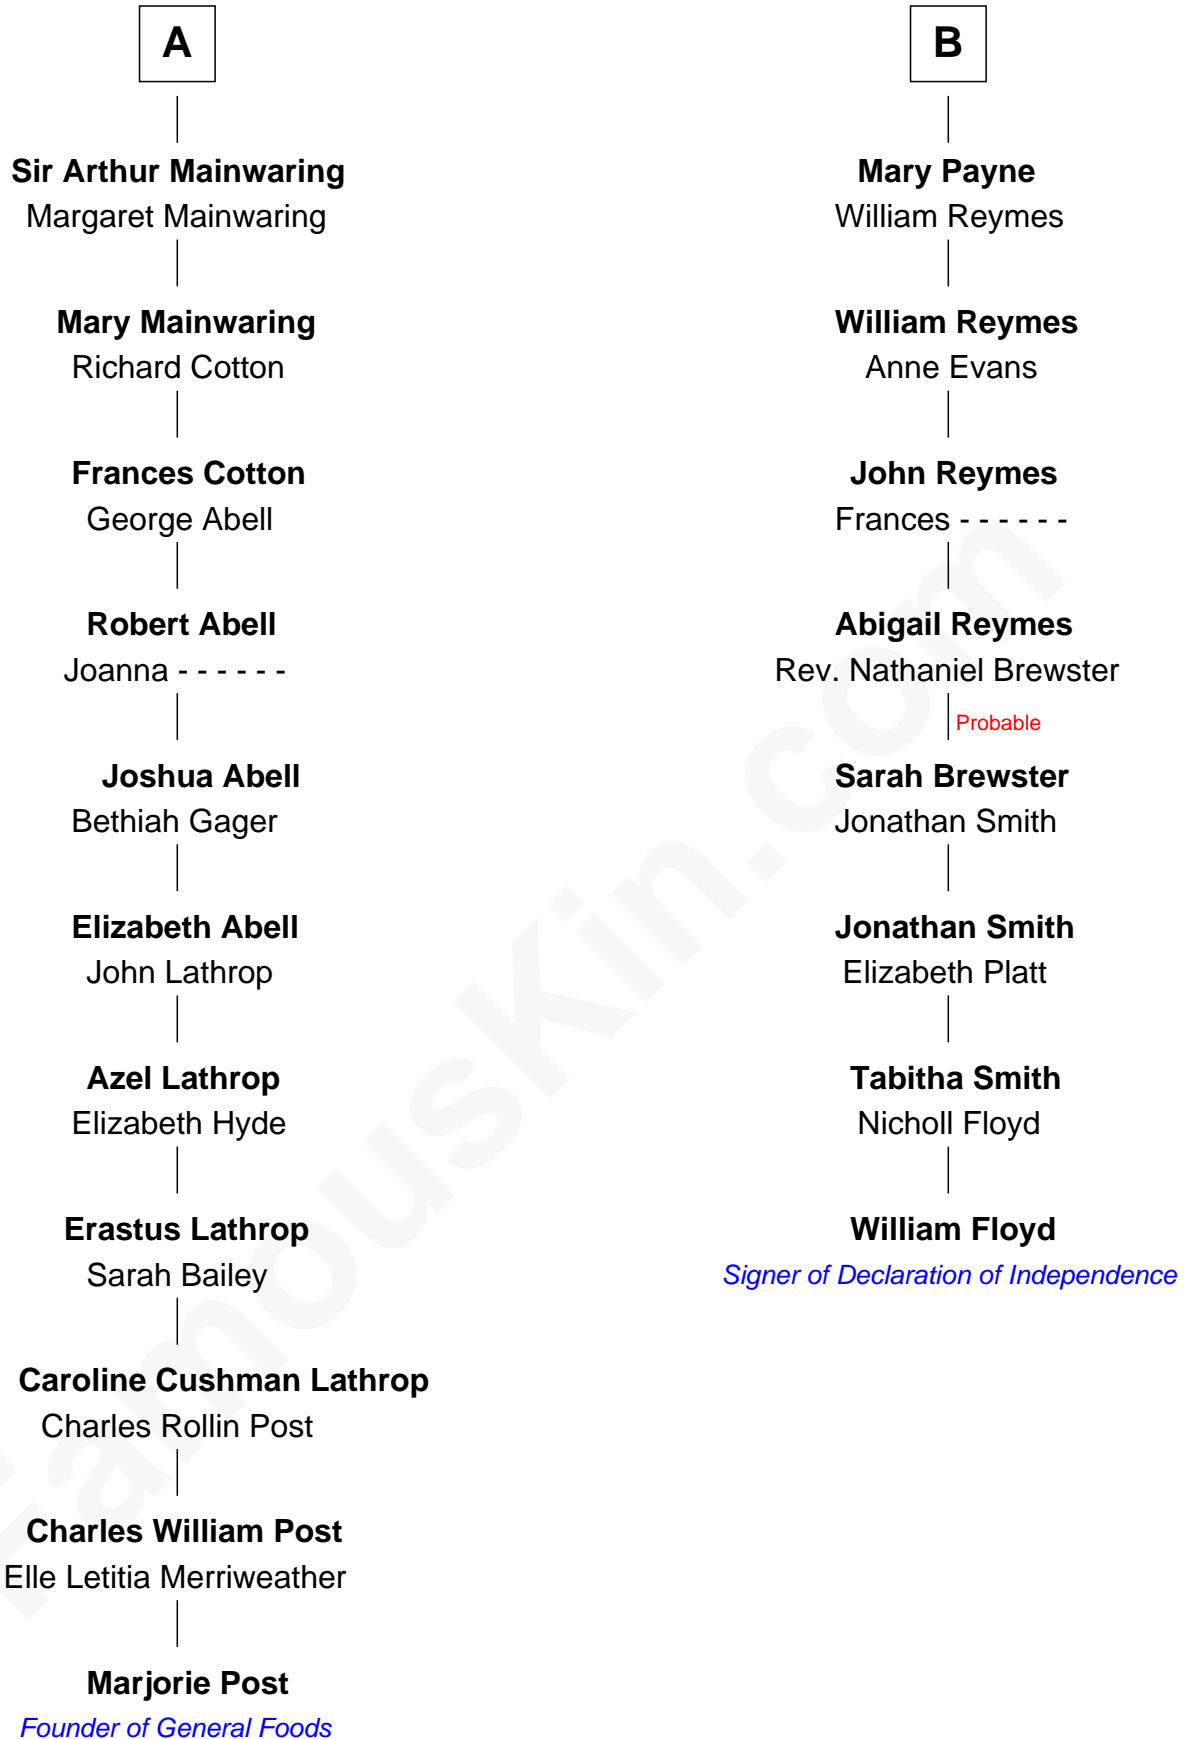 A
Sir Arthur Mainwaring
Margaret Mainwaring
Mary Mainwaring
Richard Cotton
Frances Cotton
George Abell
Robert Abell
Joanna - - - - - -
Joshua Abell
Bethiah Gager
Elizabeth Abell
John Lathrop
Azel Lathrop
Elizabeth Hyde
Erastus Lathrop
Sarah Bailey
Caroline Cushman Lathrop
Charles Rollin Post
Charles William Post
Elle Letitia Merriweather
Marjorie Post
Founder of General Foods
B
Mary Payne
William Reymes
William Reymes
Anne Evans
John Reymes
Frances - - - - - -
Abigail Reymes
Rev. Nathaniel Brewster
Probable
Sarah Brewster
Jonathan Smith
Jonathan Smith
Elizabeth Platt
Tabitha Smith
Nicholl Floyd
William Floyd
Signer of Declaration of Independence
FamousKin.com